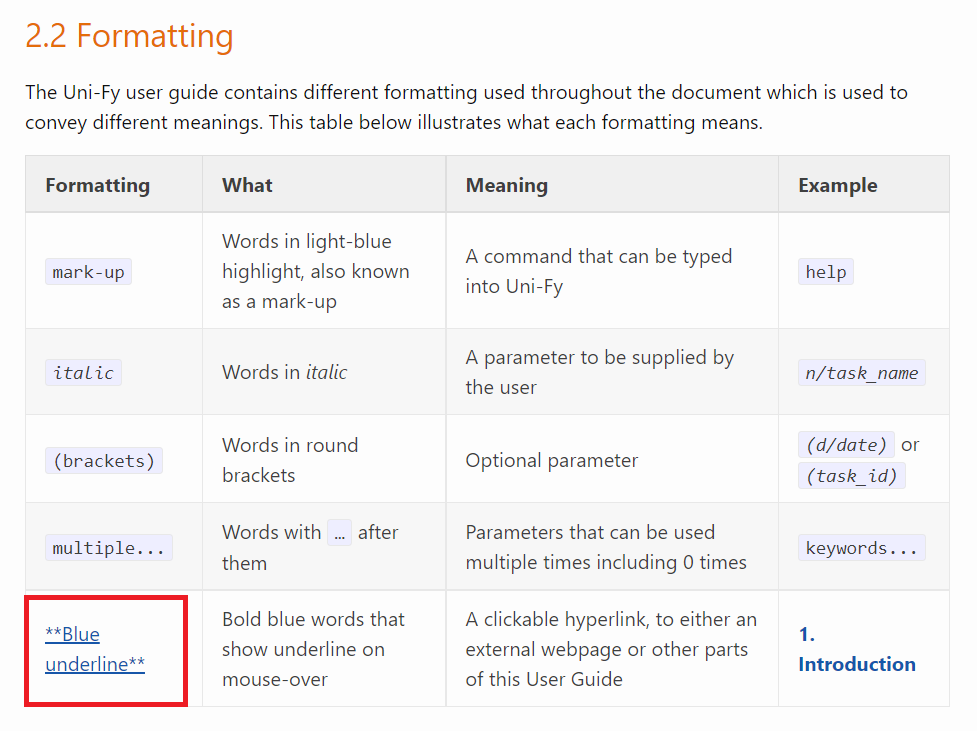 2.2 Formatting
The Uni-Fy user guide contains different formatting used throughout the document which is used to
convey different meanings. This table below illustrates what each formatting means.
Formatting What Meaning Example
mark-up
Words in light-blue
highlight, also known
as a mark-up
A command that can be typed
into Uni-Fy
help
italic
Words in italic
A parameter to be supplied by
the user
n/task_name
(brackets)
Words in round
brackets
Optional parameter
(d/date) or
(task_id)
multiple...
Words with … after
them
Parameters that can be used
multiple times including 0 times
keywords...
**Blue
underline**
Bold blue words that
show underline on
mouse-over
A clickable hyperlink, to either an
external webpage or other parts
of this User Guide
1.
Introduction